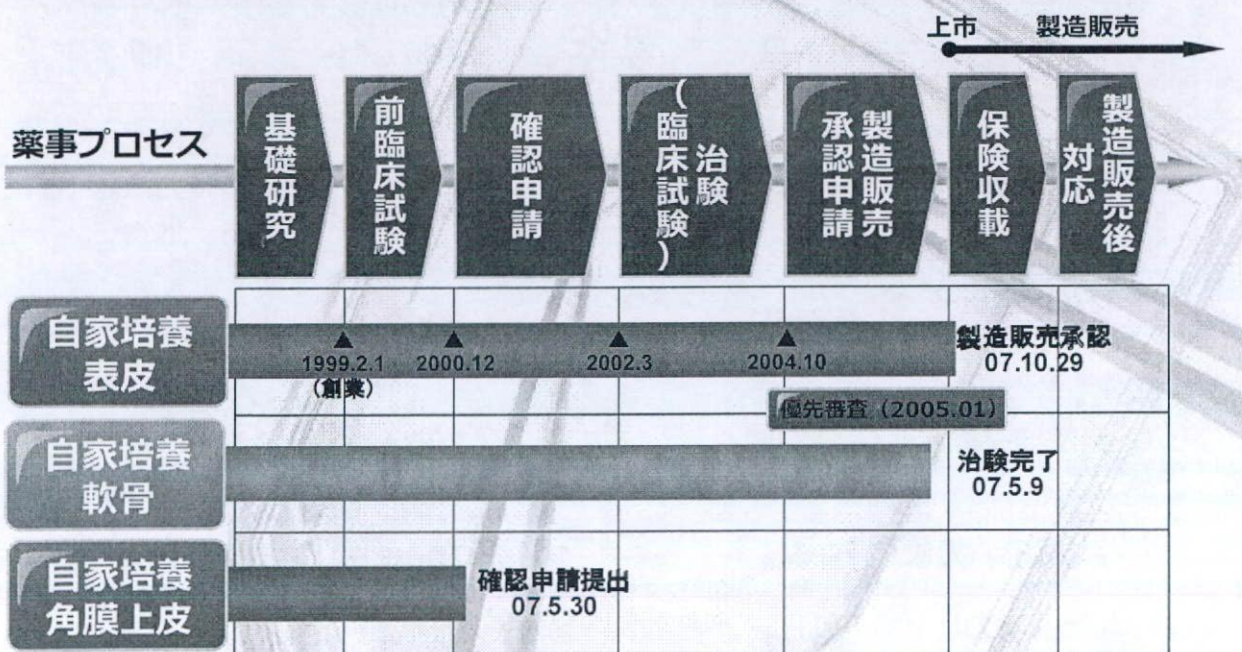 上市 製造販売
薬事プロセス
基礎研究
前臨床試験
確認申請
治験
(臨床試験)
製造販売
承認申請
保険収載
製造販売後
対応
自家培養
表皮
1999.2.1
(創業)
2000.12
2002.3
2004.10
製造販売承認
07.10.29
優先審査(2005.01)
自家培養
軟骨
治験完了
07.5.9
自家培養
角膜上皮
確認申請提出
07.5.30